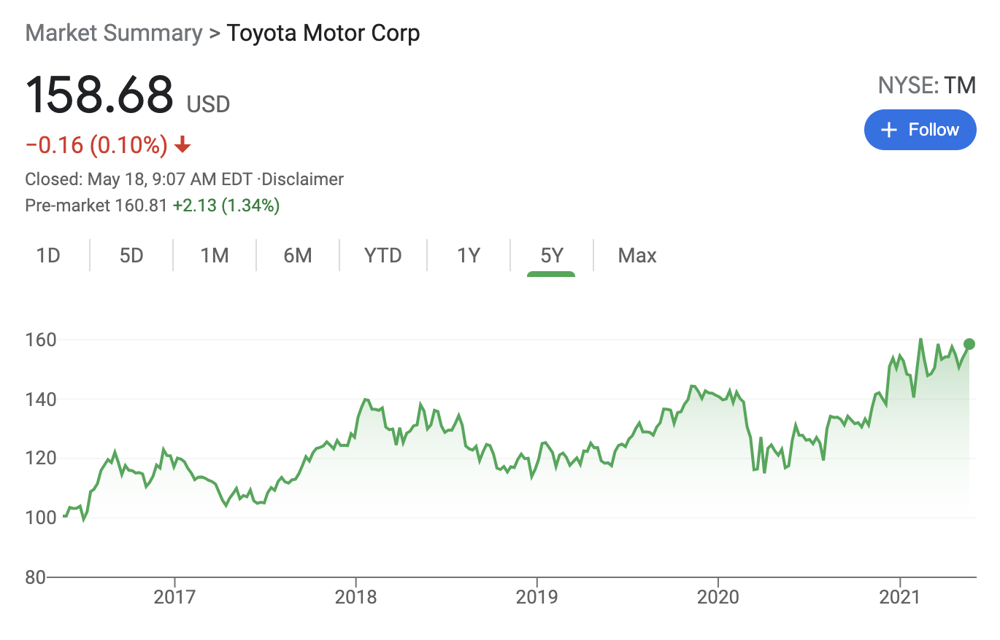 Market Summary > Toyota Motor Corp
158.68 USD
NYSE: TM
−0.16 (0.10%)
+ Follow
Closed: May 18, 9:07 AM EDT ·Disclaimer
Pre-market 160.81 +2.13 (1.34%)
1D 5D 1M 6M YTD 1Y 5Y Max
160
140
120
100
80
2017 2018 2019 2020 2021